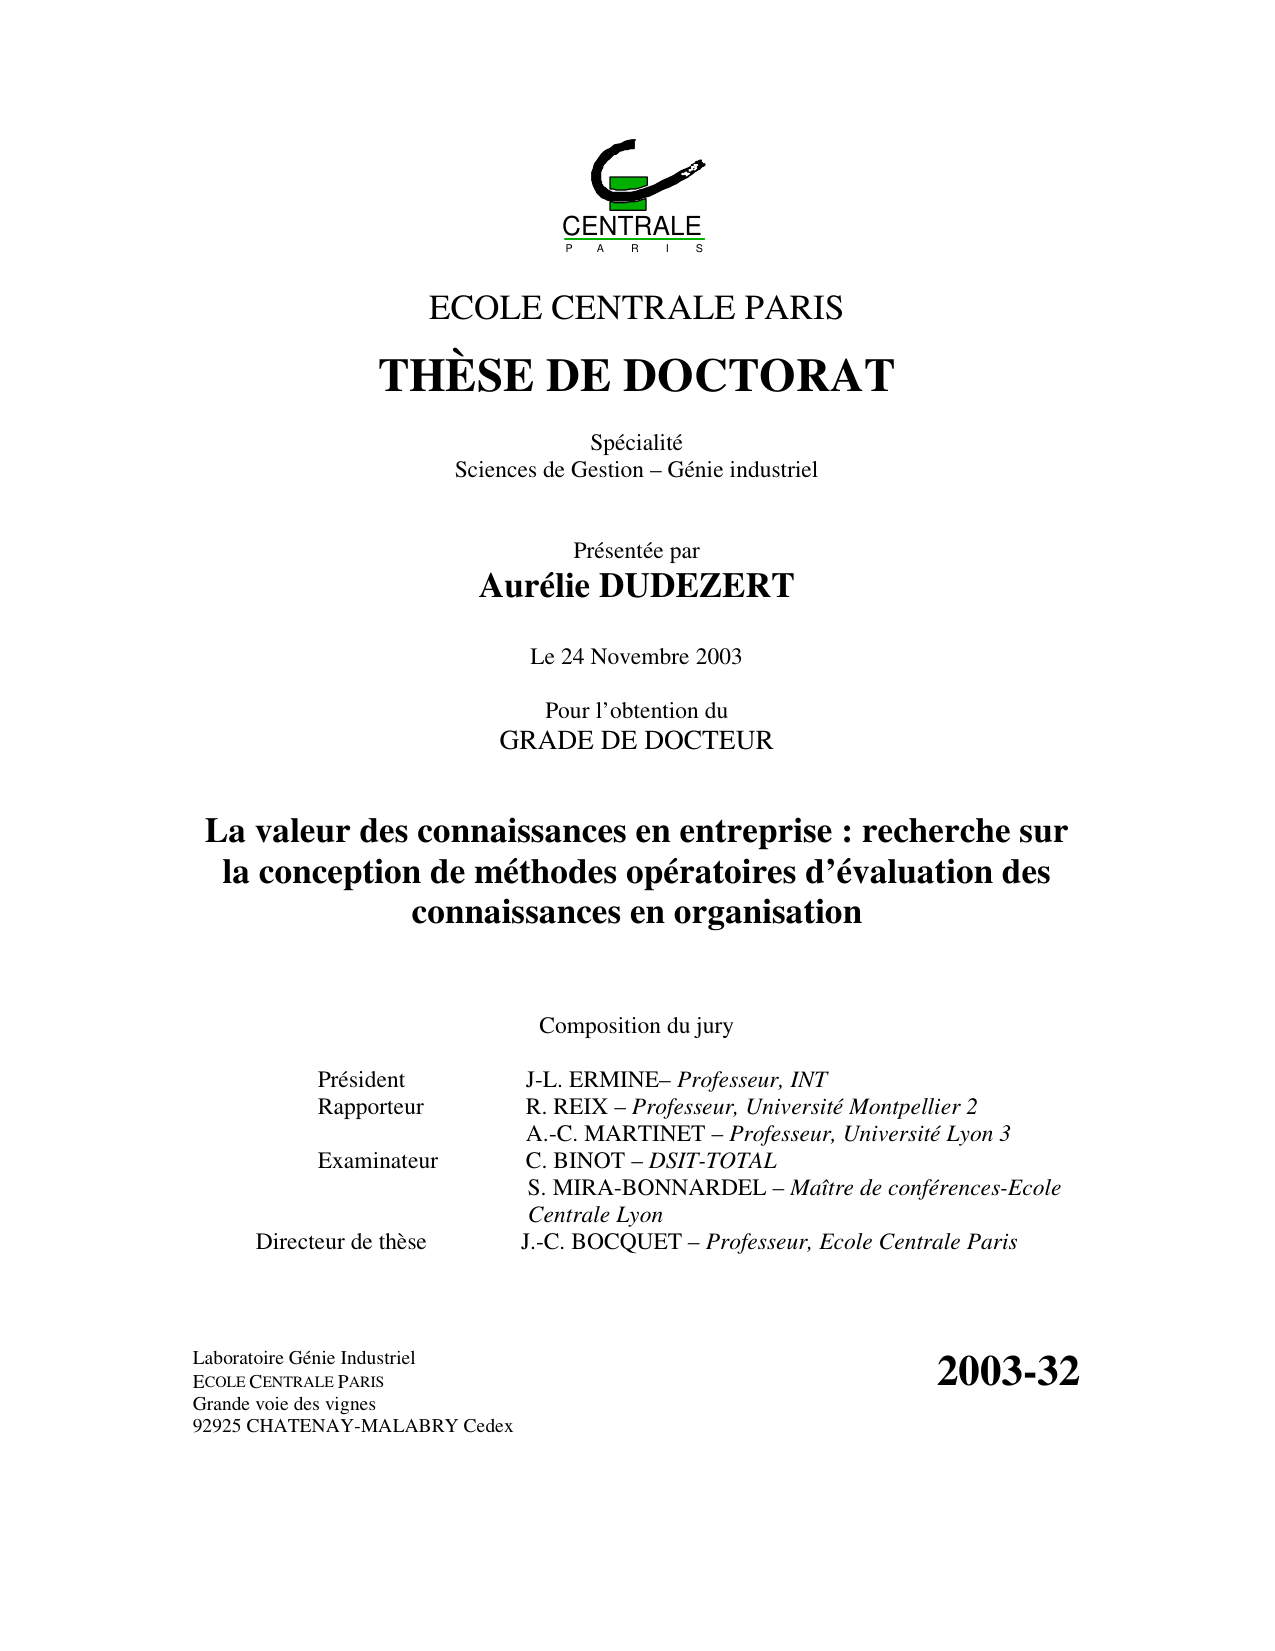 CENTRALE
P A R I S
ECOLE CENTRALE PARIS
THÈSE DE DOCTORAT
Spécialité
Sciences de Gestion – Génie industriel
Présentée par
Aurélie DUDEZERT
Le 24 Novembre 2003
Pour l’obtention du
GRADE DE DOCTEUR
La valeur des connaissances en entreprise : recherche sur
la conception de méthodes opératoires d’évaluation des
connaissances en organisation
Composition du jury
Président J-L. ERMINE– Professeur, INT
Rapporteur R. REIX – Professeur, Université Montpellier 2
A.-C. MARTINET – Professeur, Université Lyon 3
Examinateur C. BINOT – DSIT-TOTAL
S. MIRA-BONNARDEL – Maître de conférences-Ecole
Centrale Lyon
Directeur de thèse J.-C. BOCQUET – Professeur, Ecole Centrale Paris
Laboratoire Génie Industriel
ECOLE CENTRALE PARIS
Grande voie des vignes
92925 CHATENAY-MALABRY Cedex
2003-32